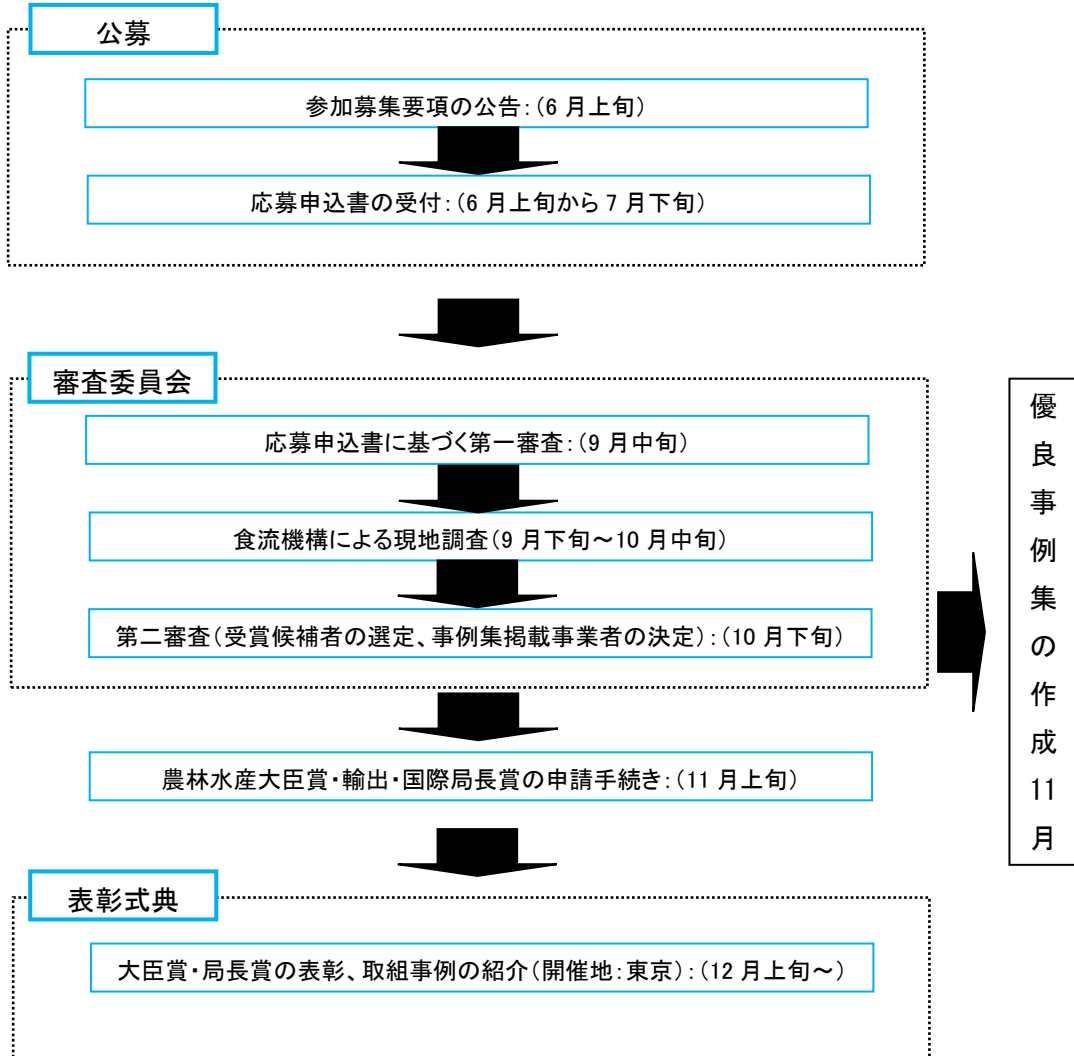 公募
参加募集要項の公告：（6 月上旬）
応募申込書の受付：（6 月上旬から 7 月下旬）
審査委員会
応募申込書に基づく第一審査：（9 月中旬）
食流機構による現地調査（9 月下旬～10 月中旬）
第二審査（受賞候補者の選定、事例集掲載事業者の決定）：（10 月下旬）
優良事例集の作成11月
農林水産大臣賞・輸出・国際局長賞の申請手続き：（11 月上旬）
表彰式典
大臣賞・局長賞の表彰、取組事例の紹介（開催地：東京）：（12 月上旬～）